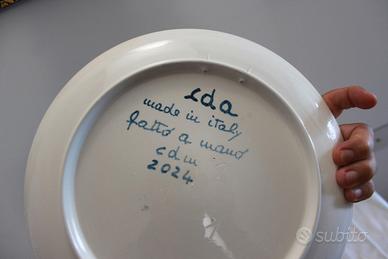 cda
made in italy
fatto a mano
cdm
2024
subito